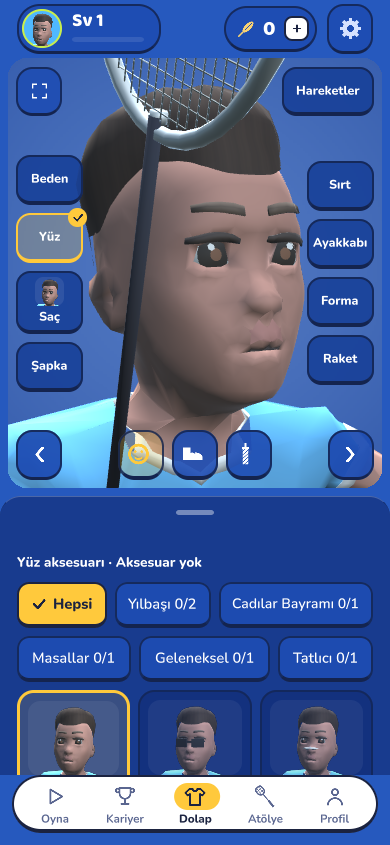 Sv 1
0
+
Hareketler
Beden
Sırt
Yüz
Ayakkabı
Saç
Forma
Şapka
Raket
Yüz aksesuarı · Aksesuar yok
Hepsi
Yılbaşı 0/2
Cadılar Bayramı 0/1
Masallar 0/1
Geleneksel 0/1
Tatlıcı 0/1
Oyna
Kariyer
Dolap
Atölye
Profil